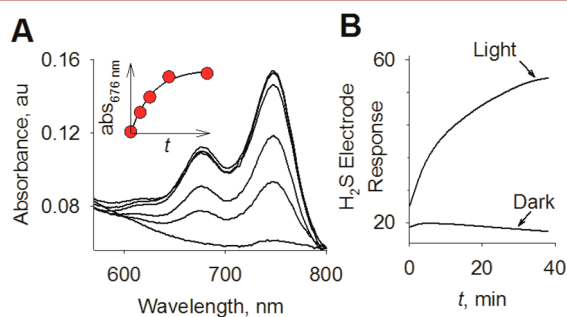 A
Absorbance, au
0.16
0.12
0.08
abs676 nm
t
600
700
800
Wavelength, nm
B
H2S Electrode
Response
60
20
Light
Dark
0
20
40
t, min